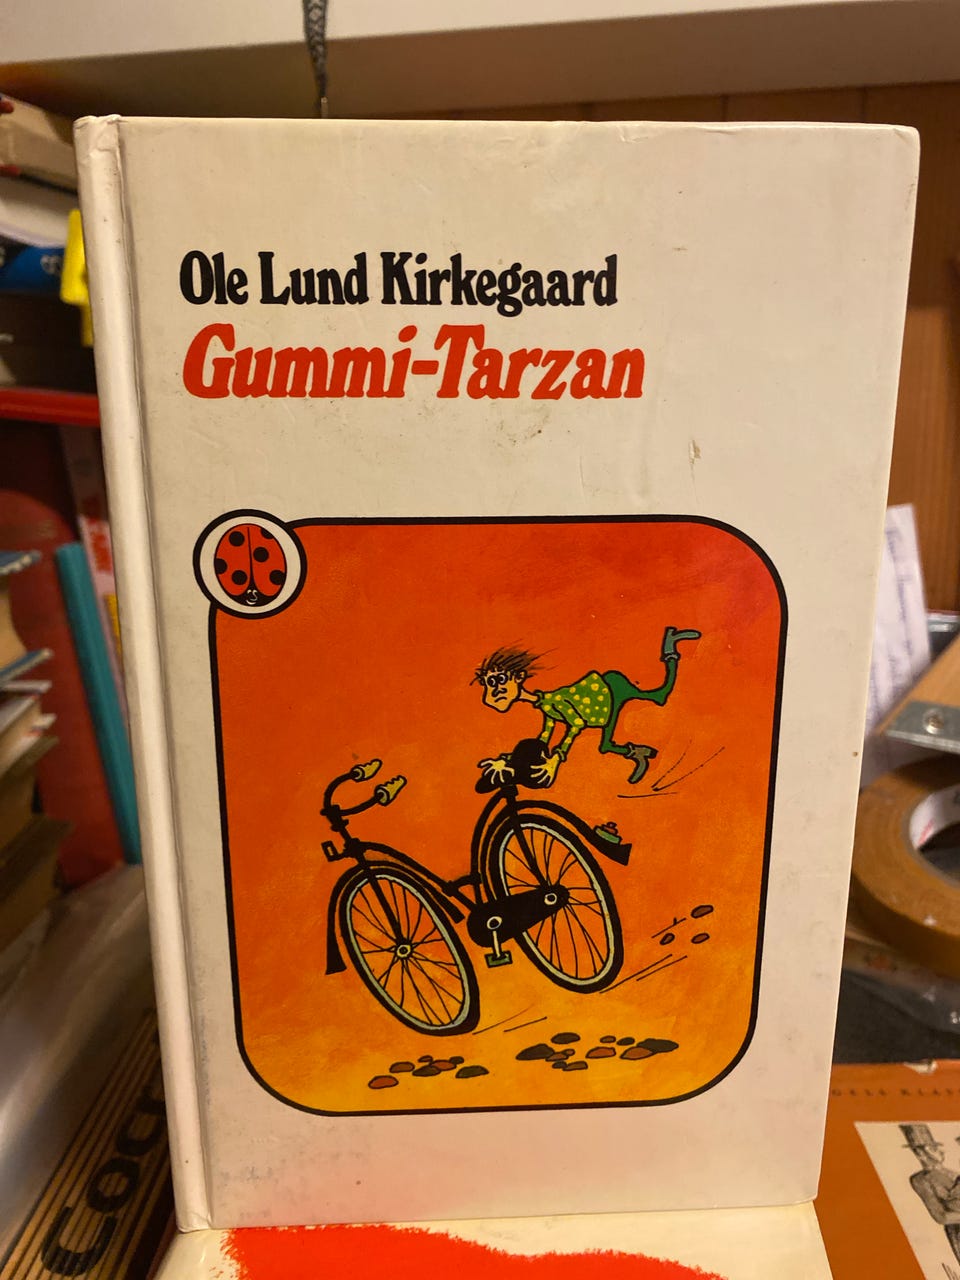 Ole Lund Kirkegaard
Gummi-Tarzan